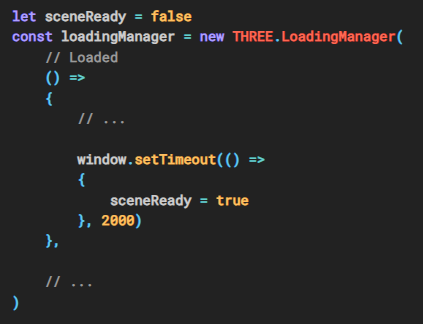 let sceneReady = false
const loadingManager = new THREE.LoadingManager(
    // Loaded
    () =>
    {
        // ...

        window.setTimeout(() =>
        {
            sceneReady = true
        }, 2000)
    },

    // ...
)